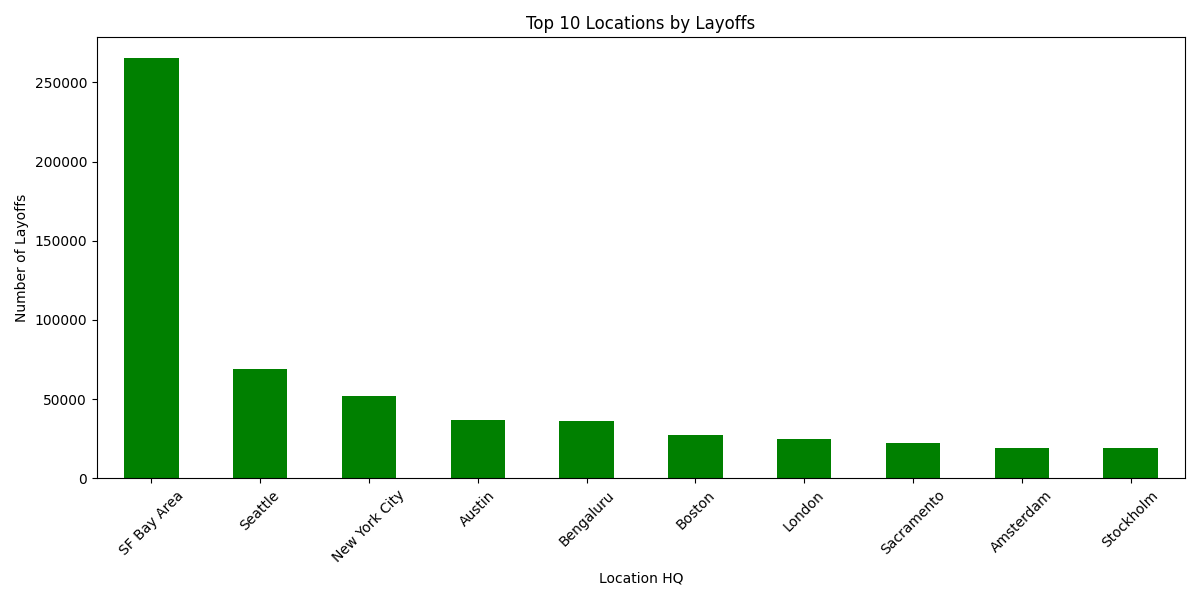 Top 10 Locations by Layoffs
Number of Layoffs
250000
200000
150000
100000
50000
0
SF Bay Area
Seattle
New York City
Austin
Bengaluru
Boston
London
Sacramento
Amsterdam
Stockholm
Location HQ